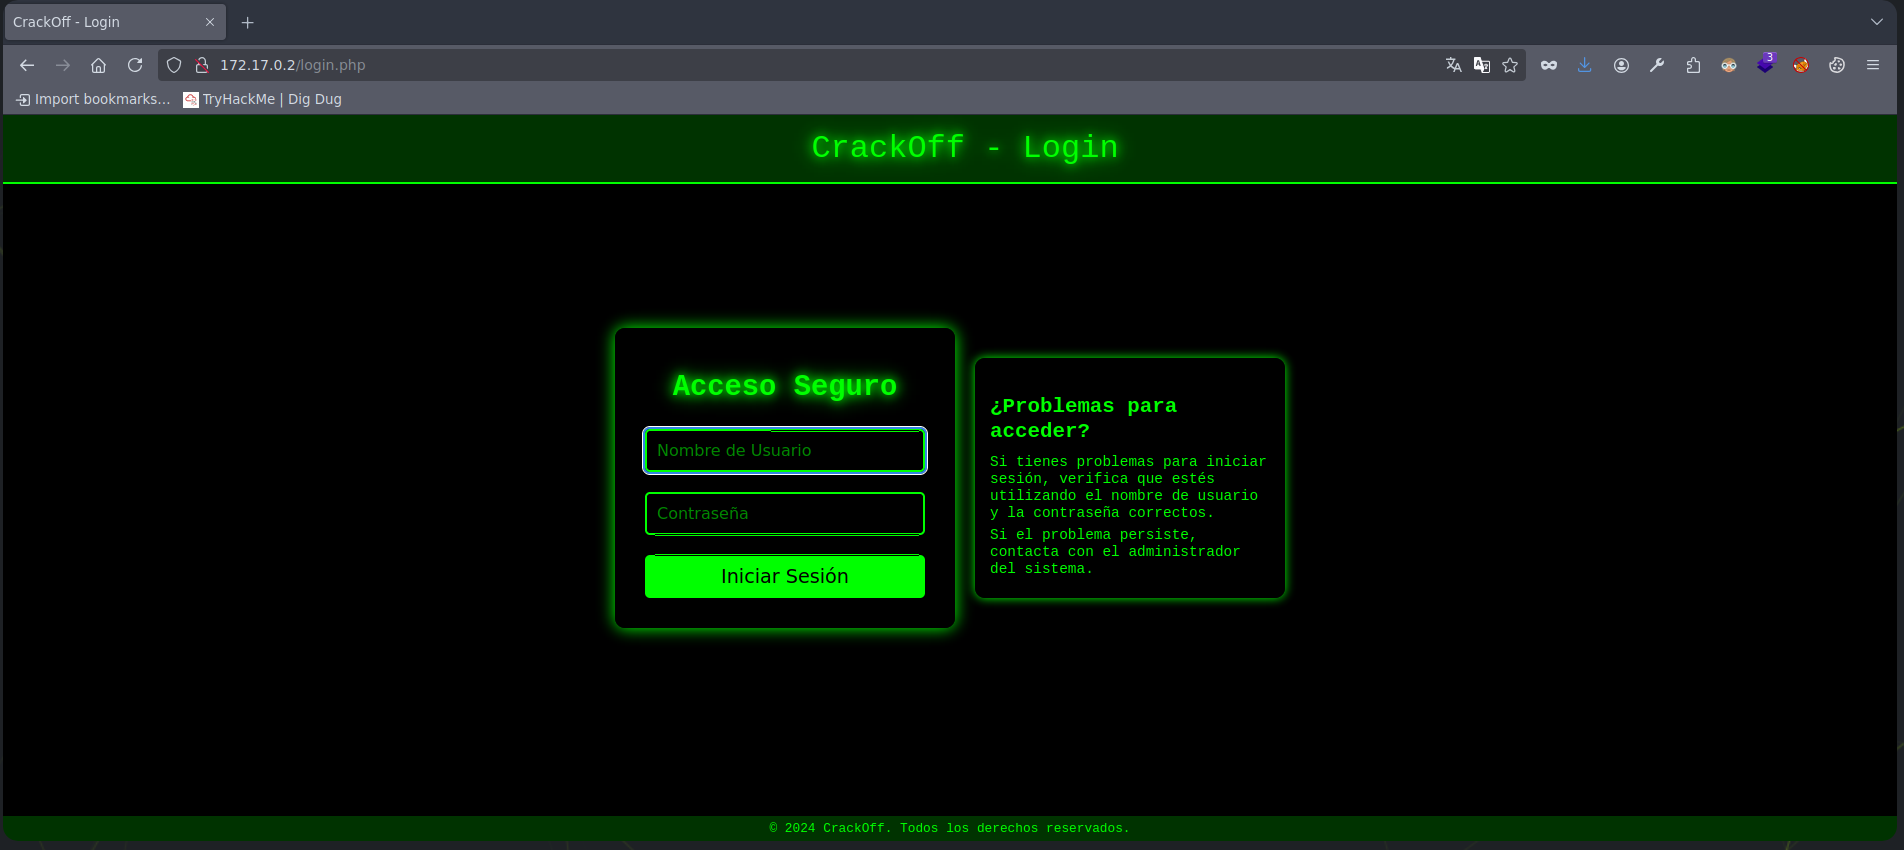 CrackOff - Login
172.17.0.2/login.php
3
Import bookmarks...
TryHackMe | Dig Dug
CrackOff - Login
Acceso Seguro
Nombre de Usuario
Contraseña
Iniciar Sesión
¿Problemas para
acceder?
Si tienes problemas para iniciar
sesión, verifica que estés
utilizando el nombre de usuario
y la contraseña correctos.
Si el problema persiste,
contacta con el administrador
del sistema.
© 2024 CrackOff. Todos los derechos reservados.